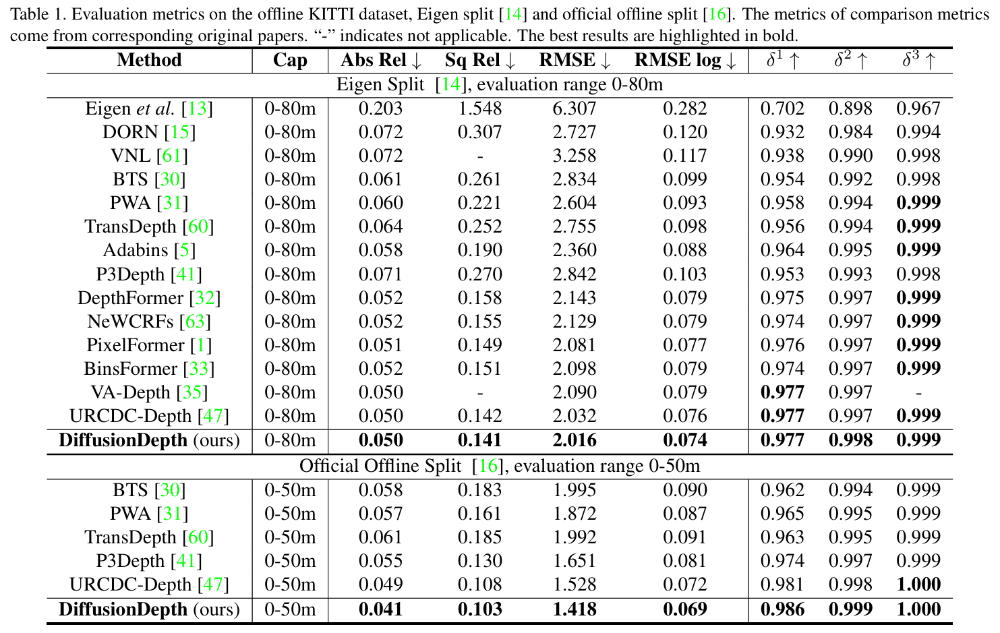 Table 1. Evaluation metrics on the offline KITTI dataset, Eigen split [14] and official offline split [16]. The metrics of comparison metrics
come from corresponding original papers. “-” indicates not applicable. The best results are highlighted in bold.
Method Cap Abs Rel ↓ Sq Rel ↓ RMSE ↓ RMSE log ↓ δ¹ ↑ δ² ↑ δ³ ↑
Eigen Split [14], evaluation range 0-80m
Eigen et al. [13] 0-80m 0.203 1.548 6.307 0.282 0.702 0.898 0.967
DORN [15] 0-80m 0.072 0.307 2.727 0.120 0.932 0.984 0.994
VNL [61] 0-80m 0.072 - 3.258 0.117 0.938 0.990 0.998
BTS [30] 0-80m 0.061 0.261 2.834 0.099 0.954 0.992 0.998
PWA [31] 0-80m 0.060 0.221 2.604 0.093 0.958 0.994 0.999
TransDepth [60] 0-80m 0.064 0.252 2.755 0.098 0.956 0.994 0.999
Adabins [5] 0-80m 0.058 0.190 2.360 0.088 0.964 0.995 0.999
P3Depth [41] 0-80m 0.071 0.270 2.842 0.103 0.953 0.993 0.998
DepthFormer [32] 0-80m 0.052 0.158 2.143 0.079 0.975 0.997 0.999
NeWCRFs [63] 0-80m 0.052 0.155 2.129 0.079 0.974 0.997 0.999
PixelFormer [1] 0-80m 0.051 0.149 2.081 0.077 0.976 0.997 0.999
BinsFormer [33] 0-80m 0.052 0.151 2.098 0.079 0.974 0.997 0.999
VA-Depth [35] 0-80m 0.050 - 2.090 0.079 0.977 0.997 -
URCDC-Depth [47] 0-80m 0.050 0.142 2.032 0.076 0.977 0.997 0.999
DiffusionDepth (ours) 0-80m 0.050 0.141 2.016 0.074 0.977 0.998 0.999
Official Offline Split [16], evaluation range 0-50m
BTS [30] 0-50m 0.058 0.183 1.995 0.090 0.962 0.994 0.999
PWA [31] 0-50m 0.057 0.161 1.872 0.087 0.965 0.995 0.999
TransDepth [60] 0-50m 0.061 0.185 1.992 0.091 0.963 0.995 0.999
P3Depth [41] 0-50m 0.055 0.130 1.651 0.081 0.974 0.997 0.999
URCDC-Depth [47] 0-50m 0.049 0.108 1.528 0.072 0.981 0.998 1.000
DiffusionDepth (ours) 0-50m 0.041 0.103 1.418 0.069 0.986 0.999 1.000